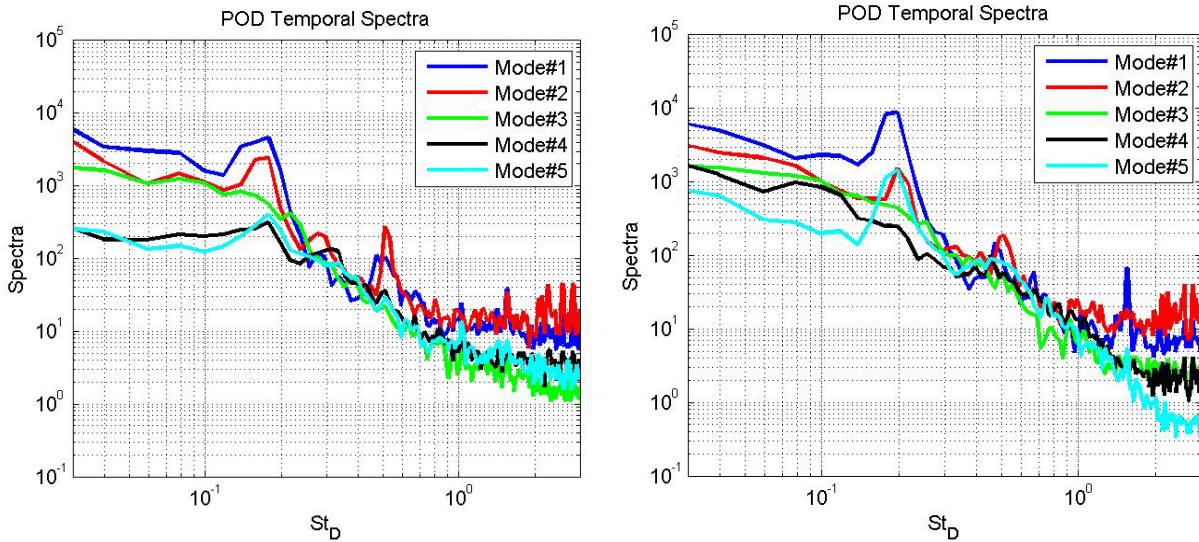 POD Temporal Spectra
10^5
10^4
10^3
10^2
10^1
10^0
10^-1
Spectra
Mode#1
Mode#2
Mode#3
Mode#4
Mode#5
10^-1
10^0
St_D
POD Temporal Spectra
10^5
10^4
10^3
10^2
10^1
10^0
10^-1
Spectra
Mode#1
Mode#2
Mode#3
Mode#4
Mode#5
10^-1
10^0
St_D